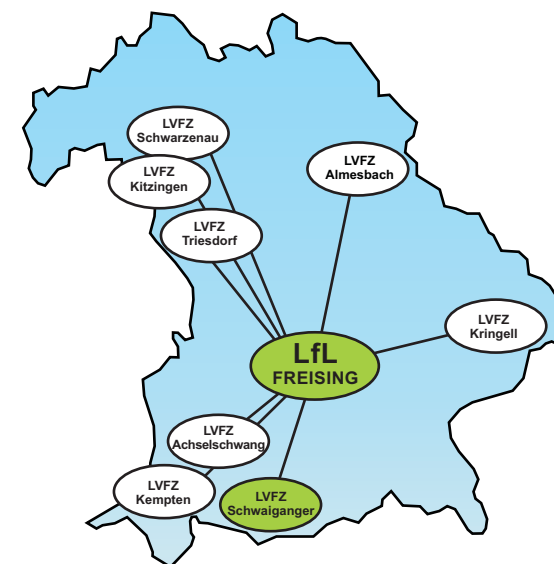 LVFZ
Schwarzenau
LVFZ
Kitzingen
LVFZ
Almesbach
LVFZ
Triesdorf
LVFZ
Kringell
LfL
FREISING
LVFZ
Achselschwang
LVFZ
Kempten
LVFZ
Schwaiganger